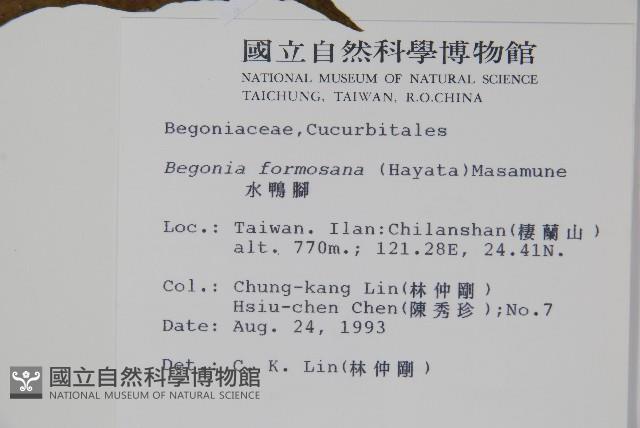 國立自然科學博物館
NATIONAL MUSEUM OF NATURAL SCIENCE
TAICHUNG, TAIWAN, R.O.CHINA
Begoniaceae,Cucurbitales
Begonia formosana (Hayata)Masamune
水鴨腳
Loc.: Taiwan. Ilan:Chilanshan(棲蘭山)
alt. 770m.; 121.28E, 24.41N.
Col.: Chung-kang Lin(林仲剛)
Hsiu-chen Chen(陳秀珍);No.7
Date: Aug. 24, 1993
Det.: C. K. Lin(林仲剛)
國立自然科學博物館
NATIONAL MUSEUM OF NATURAL SCIENCE